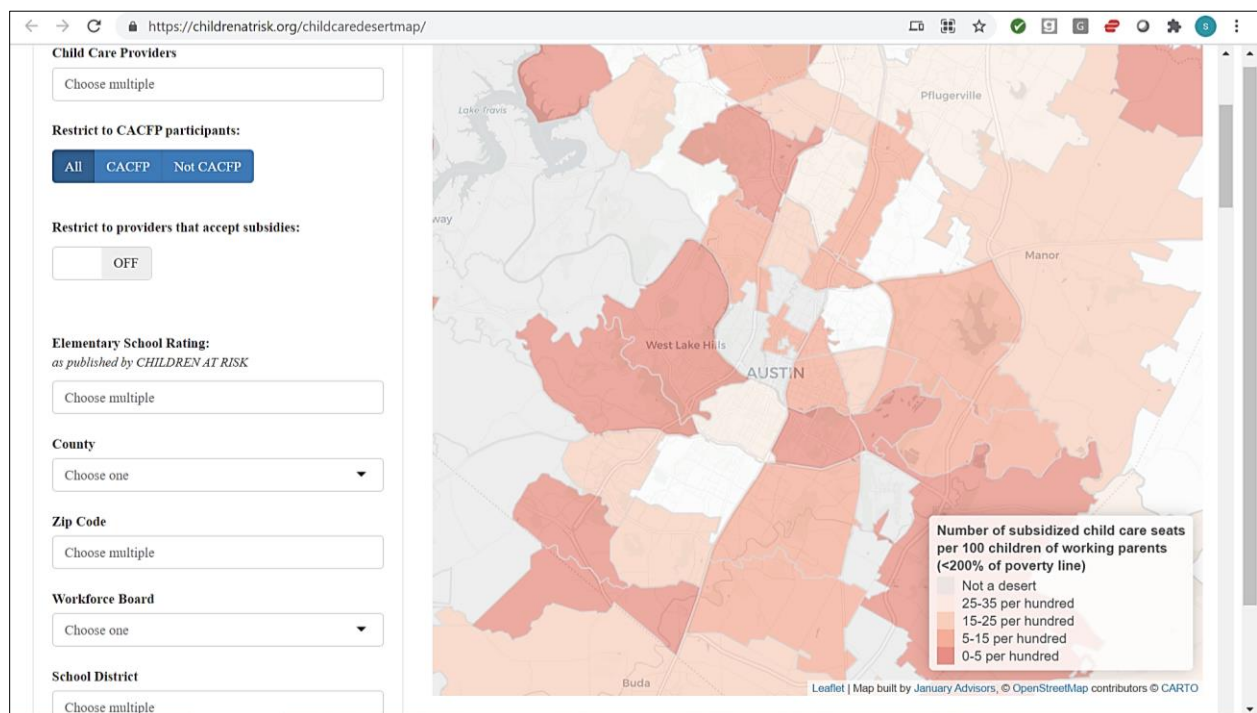 https://childrenatrisk.org/childcaredesertmap/
G
s
Child Care Providers
Choose multiple
Restrict to CACFP participants:
All CACFP Not CACFP
Restrict to providers that accept subsidies:
OFF
Elementary School Rating:
as published by CHILDREN AT RISK
Choose multiple
County
Choose one
Zip Code
Choose multiple
Workforce Board
Choose one
School District
Choose multiple
Lake Travis
Pflugerville
way
Manor
West Lake Hills
AUSTIN
Buda
Number of subsidized child care seats
per 100 children of working parents
(<200% of poverty line)
Not a desert
25-35 per hundred
15-25 per hundred
5-15 per hundred
0-5 per hundred
Leaflet | Map built by January Advisors, © OpenStreetMap contributors © CARTO